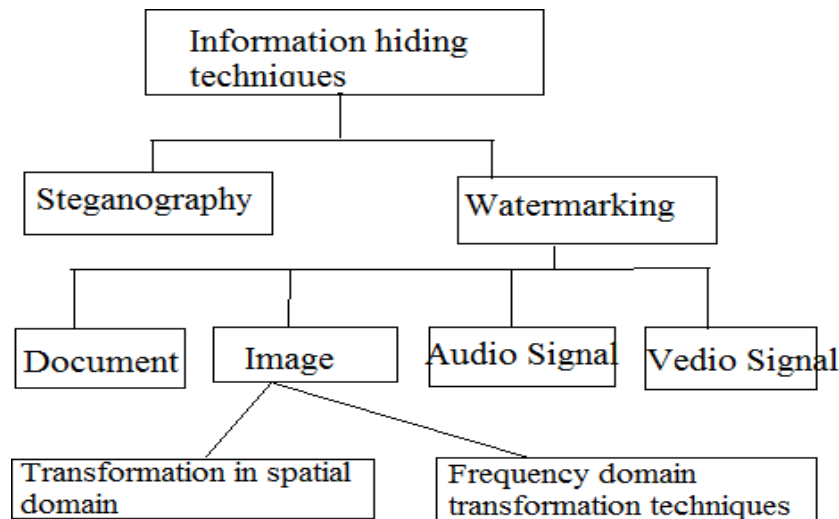 Information hiding
techniques
Steganography
Watermarking
Document
Image
Audio Signal
Vedio Signal
Transformation in spatial
domain
Frequency domain
transformation techniques